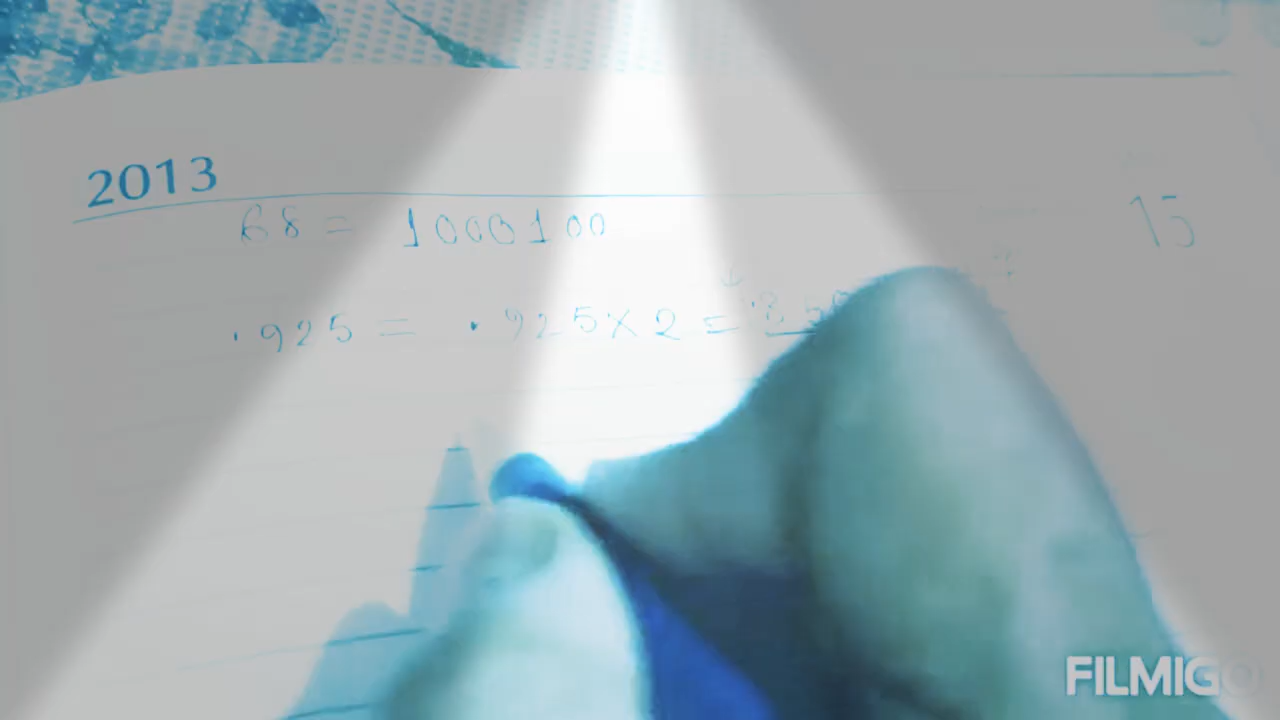 2013
68 = 1000100
15
.925 = .925 x 2 =
FILMIGO